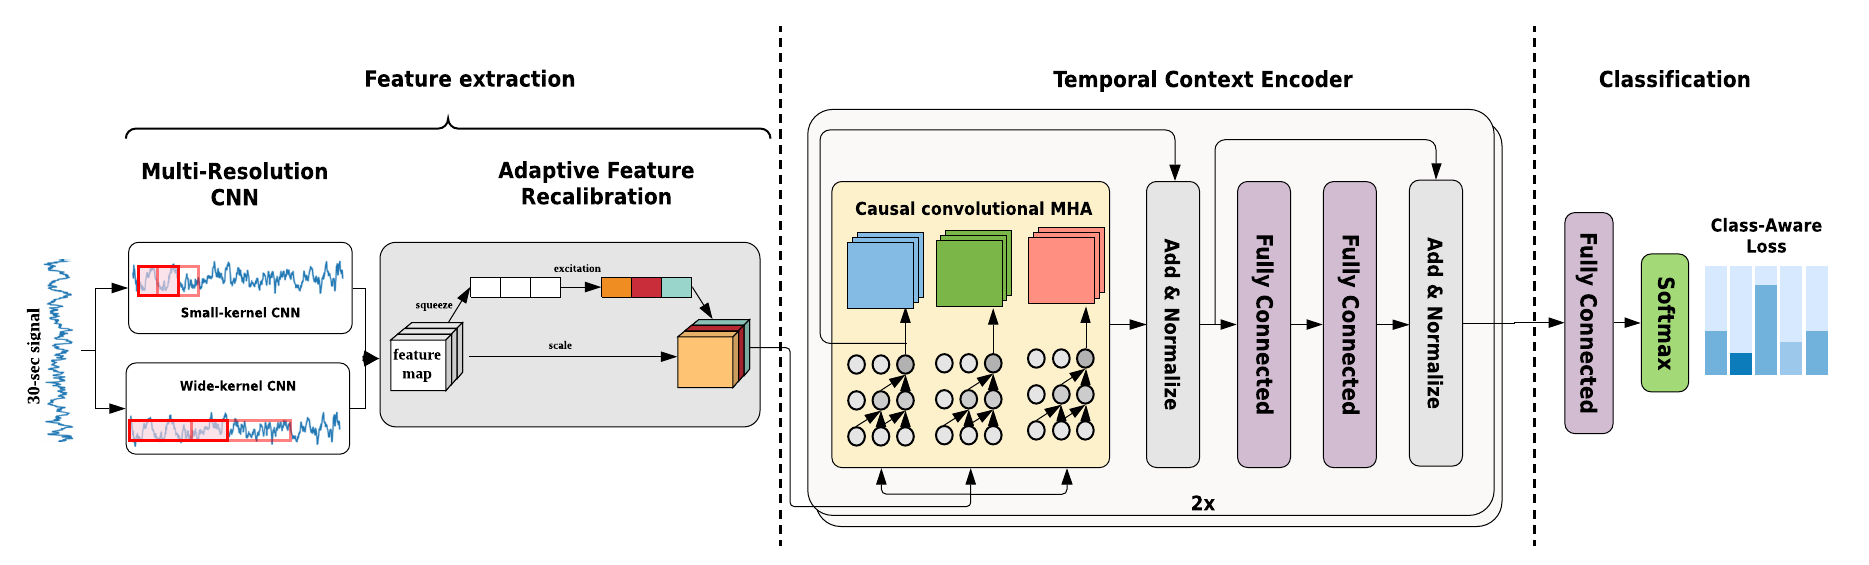 Feature extraction
Temporal Context Encoder
Classification
Multi-Resolution
CNN
Adaptive Feature
Recalibration
30-sec signal
Small-kernel CNN
Wide-kernel CNN
squeeze
excitation
feature
map
scale
Causal convolutional MHA
Add & Normalize
Fully Connected
Fully Connected
Add & Normalize
2x
Fully Connected
Softmax
Class-Aware
Loss